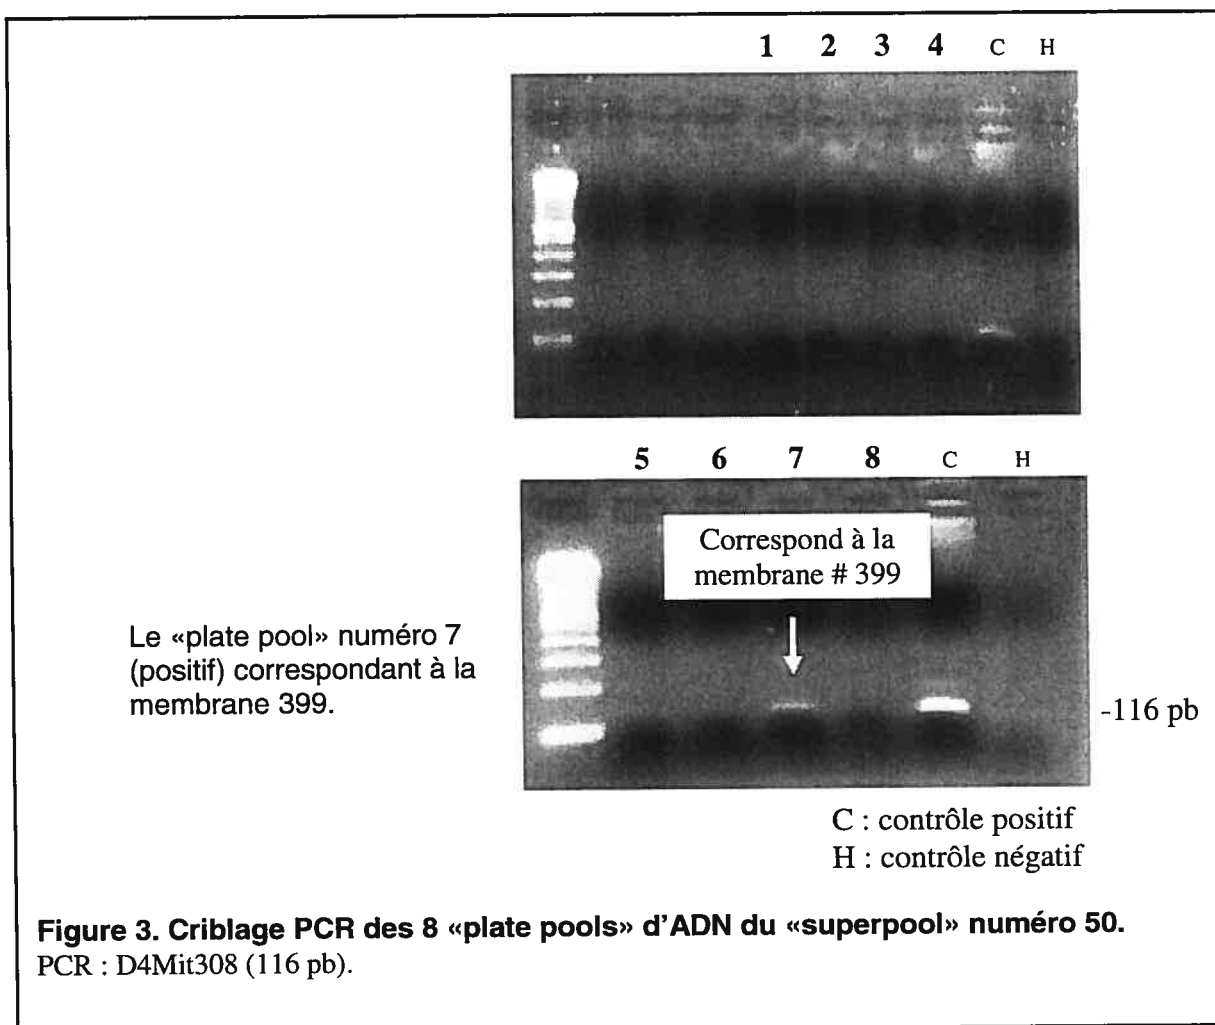 1 2 3 4 C H
5 6 7 8 C H
Correspond à la
membrane # 399
Le «plate pool» numéro 7
(positif) correspondant à la
membrane 399.
-116 pb
C : contrôle positif
H : contrôle négatif
Figure 3. Criblage PCR des 8 «plate pools» d'ADN du «superpool» numéro 50.
PCR : D4Mit308 (116 pb).